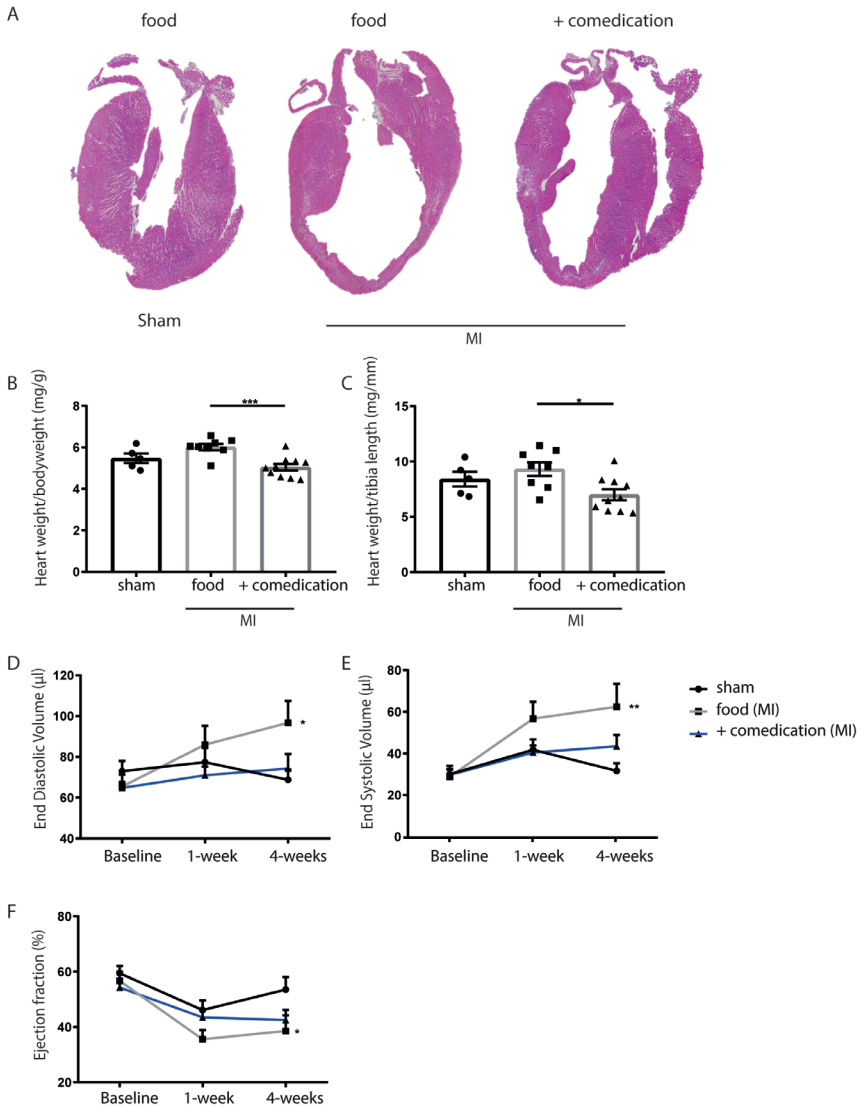 A
food
food
+ comedication
Sham
MI
B
Heart weight/bodyweight (mg/g)
8
6
4
2
0
***
sham
food
+ comedication
MI
C
Heart weight/tibia length (mg/mm)
15
10
5
0
*
sham
food
+ comedication
MI
D
End Diastolic Volume (µl)
120
100
80
60
40
*
Baseline
1-week
4-weeks
E
End Systolic Volume (µl)
80
60
40
20
0
**
Baseline
1-week
4-weeks
sham
food (MI)
+ comedication (MI)
F
Ejection fraction (%)
80
60
40
20
*
Baseline
1-week
4-weeks